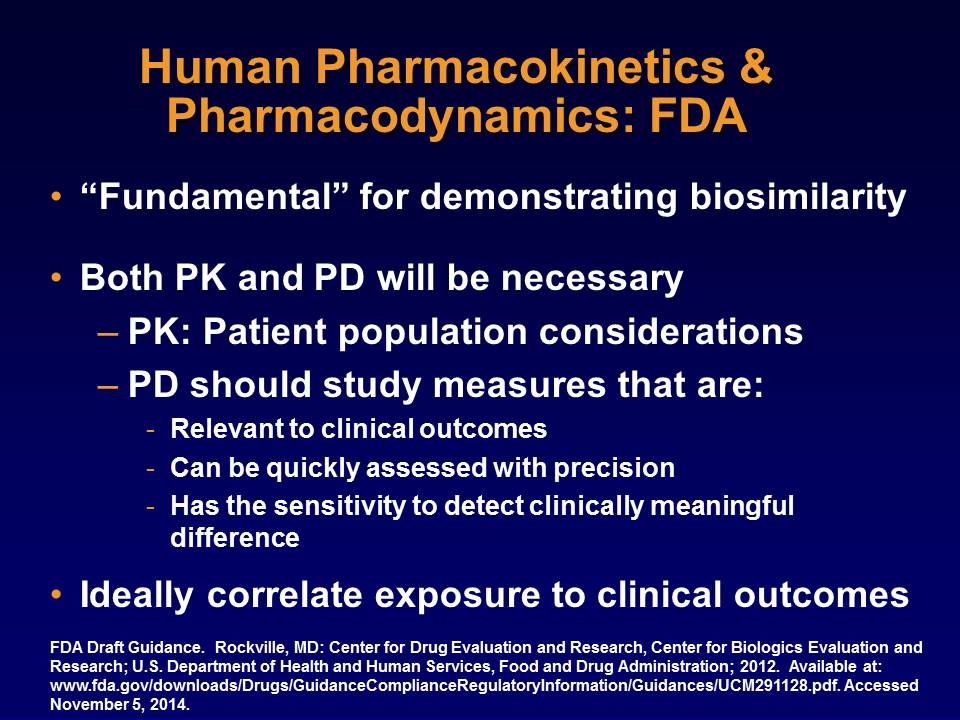 Human Pharmacokinetics &
Pharmacodynamics: FDA
• “Fundamental” for demonstrating biosimilarity
• Both PK and PD will be necessary
– PK: Patient population considerations
– PD should study measures that are:
- Relevant to clinical outcomes
- Can be quickly assessed with precision
- Has the sensitivity to detect clinically meaningful
difference
• Ideally correlate exposure to clinical outcomes
FDA Draft Guidance. Rockville, MD: Center for Drug Evaluation and Research, Center for Biologics Evaluation and
Research; U.S. Department of Health and Human Services, Food and Drug Administration; 2012. Available at:
www.fda.gov/downloads/Drugs/GuidanceComplianceRegulatoryInformation/Guidances/UCM291128.pdf. Accessed
November 5, 2014.